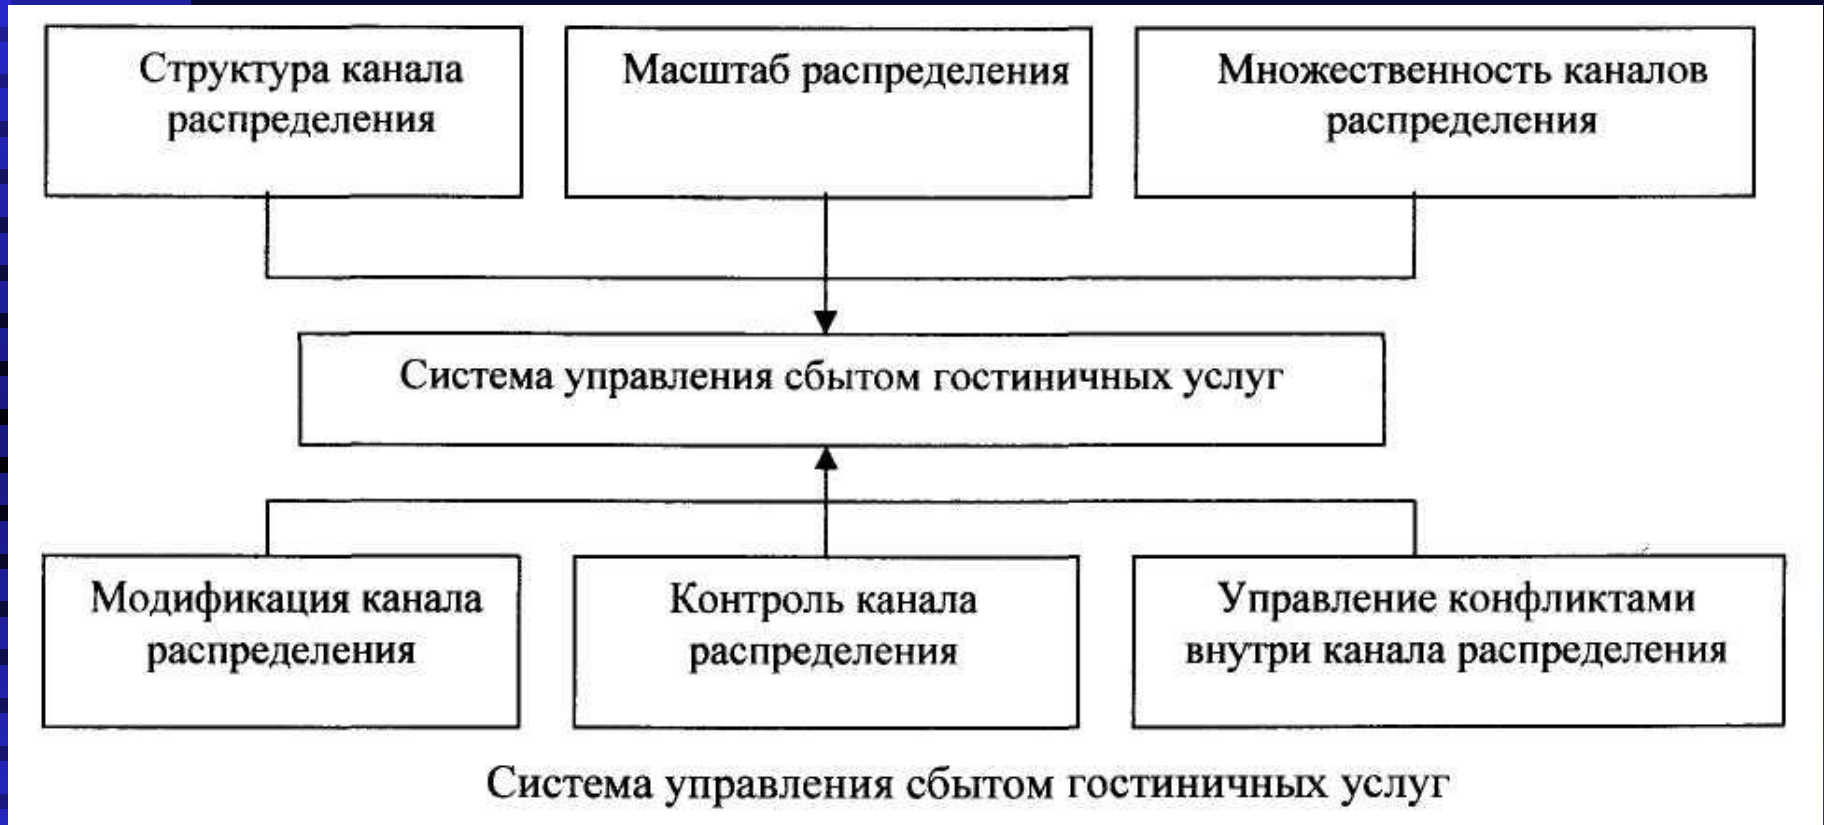 Структура канала
распределения
Масштаб распределения
Множественность каналов
распределения
Система управления сбытом гостиничных услуг
Модификация канала
распределения
Контроль канала
распределения
Управление конфликтами
внутри канала распределения
Система управления сбытом гостиничных услуг